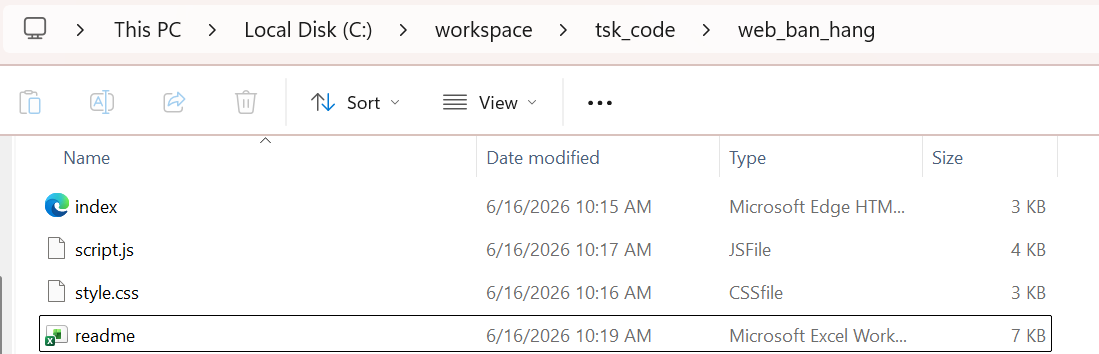 This PC > Local Disk (C:) > workspace > tsk_code > web_ban_hang
Sort View
Name Date modified Type Size
index 6/16/2026 10:15 AM Microsoft Edge HTM... 3 KB
script.js 6/16/2026 10:17 AM JSFile 4 KB
style.css 6/16/2026 10:16 AM CSSfile 3 KB
readme 6/16/2026 10:19 AM Microsoft Excel Work... 7 KB